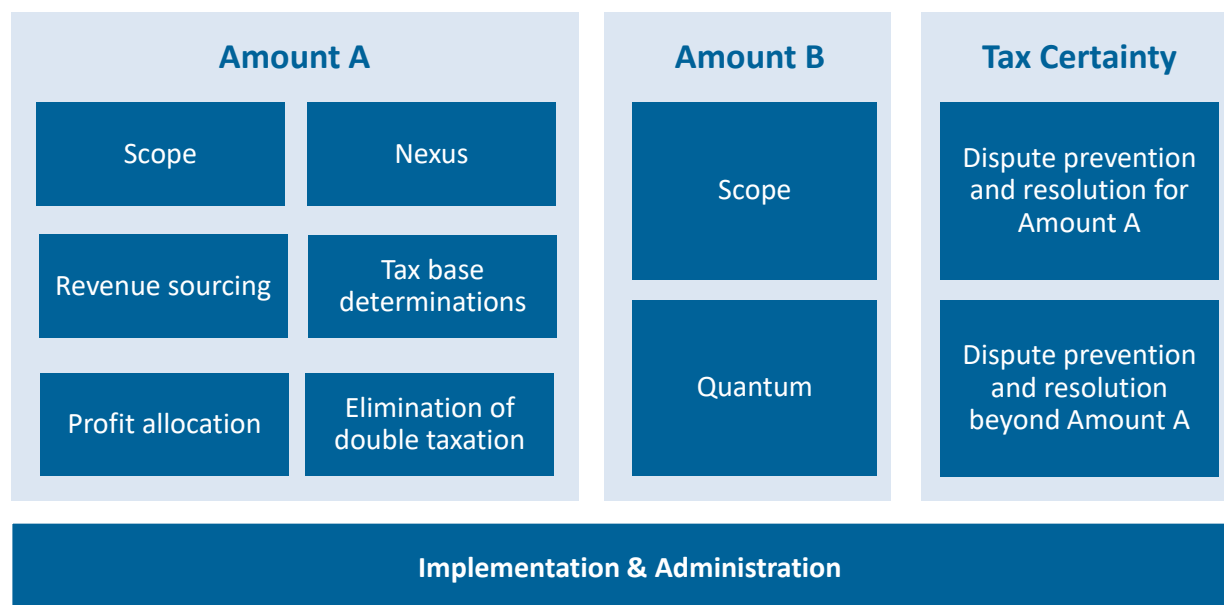 Amount A
Scope
Nexus
Revenue sourcing
Tax base
determinations
Profit allocation
Elimination of
double taxation
Amount B
Scope
Quantum
Tax Certainty
Dispute prevention
and resolution for
Amount A
Dispute prevention
and resolution
beyond Amount A
Implementation & Administration